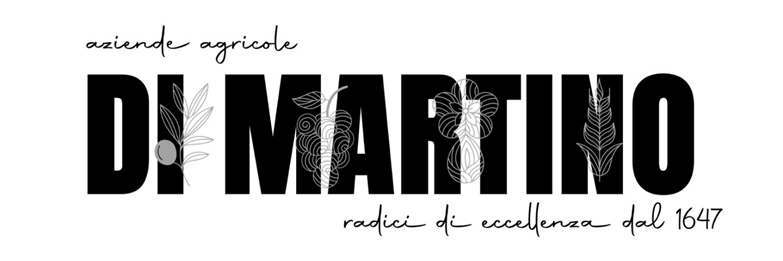 aziende agricole
DI MARTINO
radici di eccellenza dal 1647